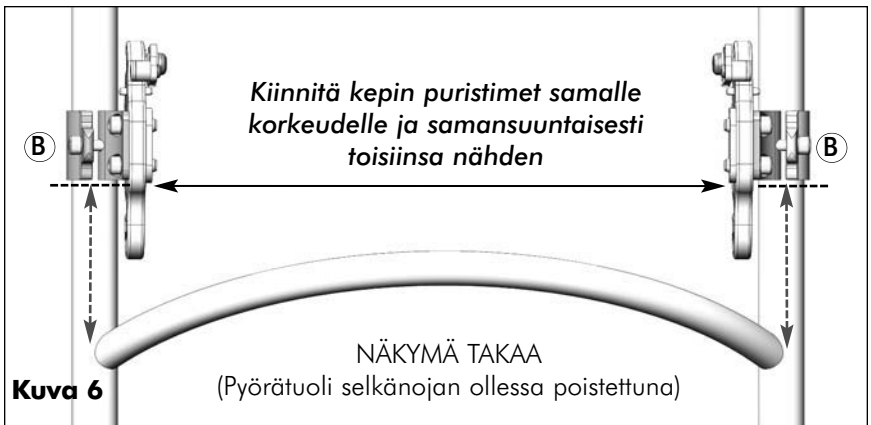 Kiinnitä kepin puristimet samalle
korkeudelle ja samansuuntaisesti
toisiinsa nähden
B
B
NÄKYMÄ TAKAA
(Pyörätuoli selkänojan ollessa poistettuna)
Kuva 6